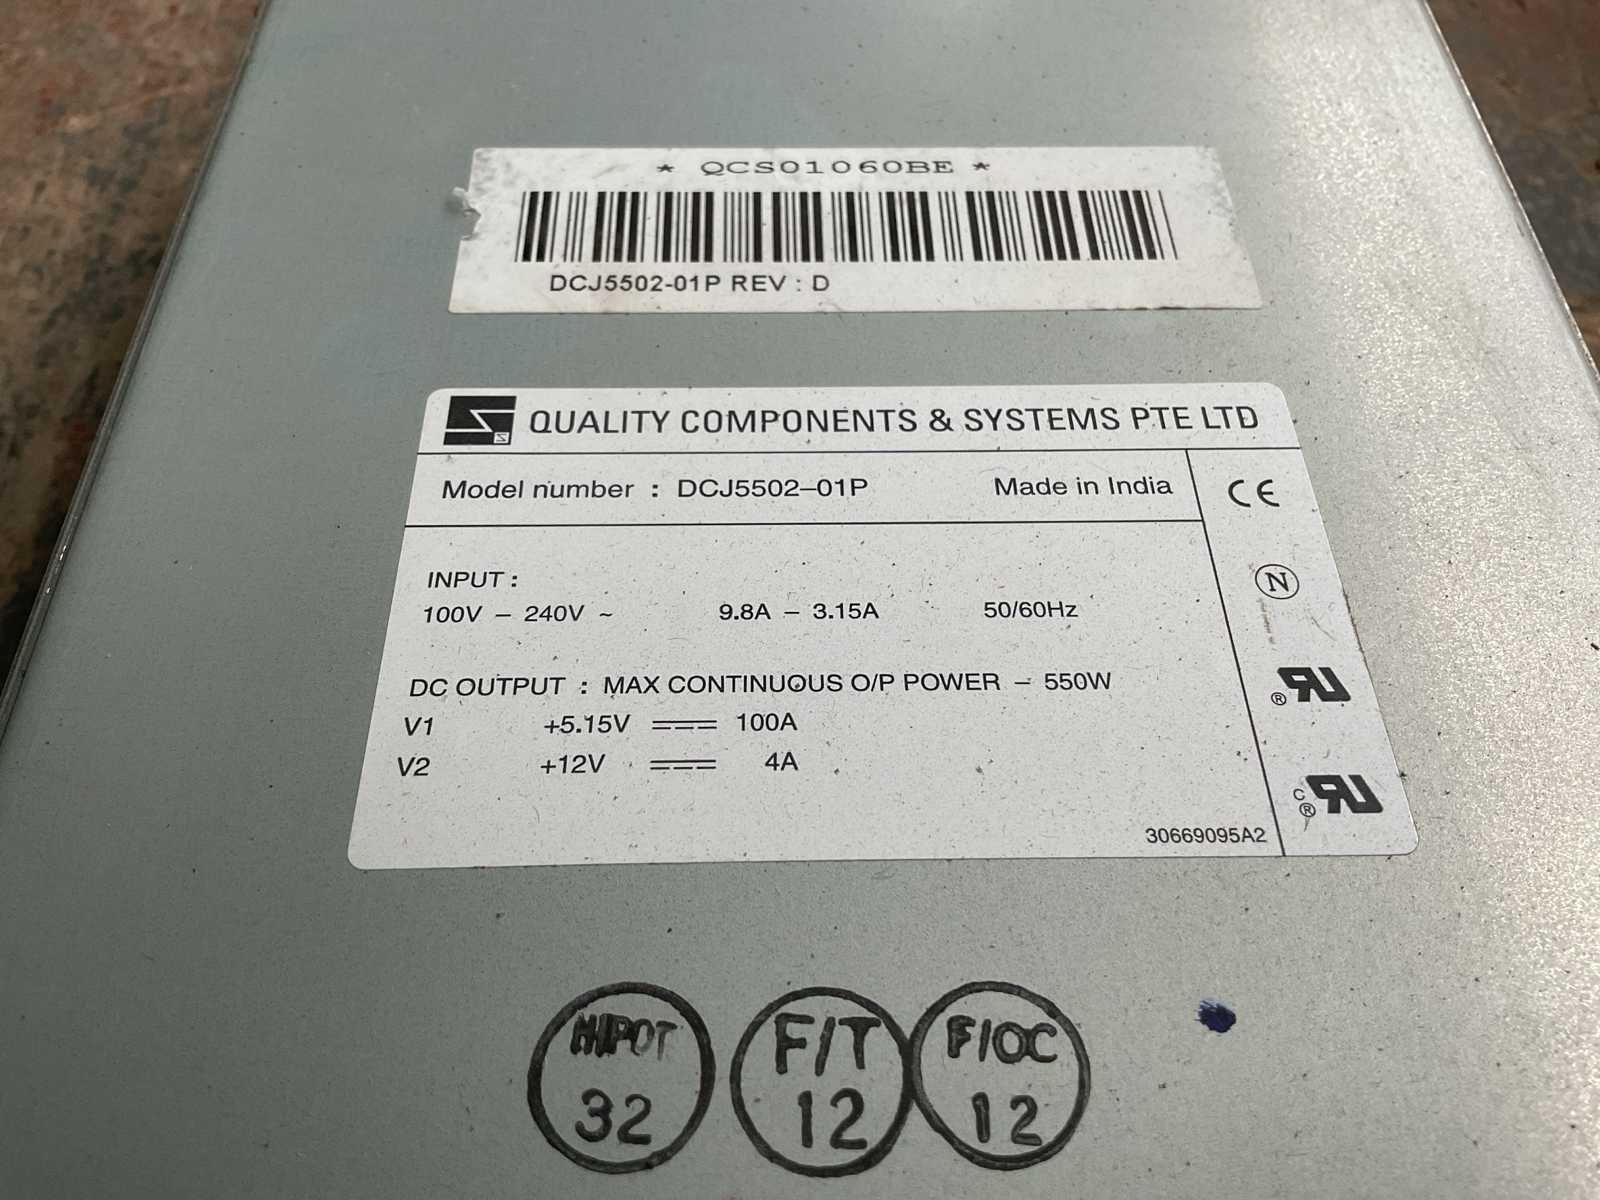 * QCS01060BE *
DCJ5502-01P REV : D
QUALITY COMPONENTS & SYSTEMS PTE LTD
Model number : DCJ5502-01P
Made in India
CE
INPUT :
100V - 240V ~ 9.8A - 3.15A 50/60Hz
N
DC OUTPUT : MAX CONTINUOUS O/P POWER - 550W
V1 +5.15V 100A
V2 +12V 4A
30669095A2
HIPOT
32
F/T
12
F/OC
12